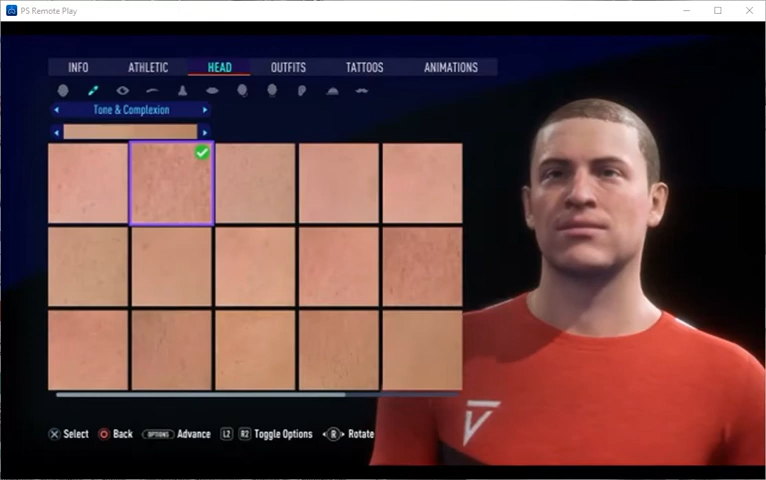 PS Remote Play
INFO ATHLETIC HEAD OUTFITS TATTOOS ANIMATIONS
Tone & Complexion
Select Back OPTIONS Advance L2 R2 Toggle Options R Rotate